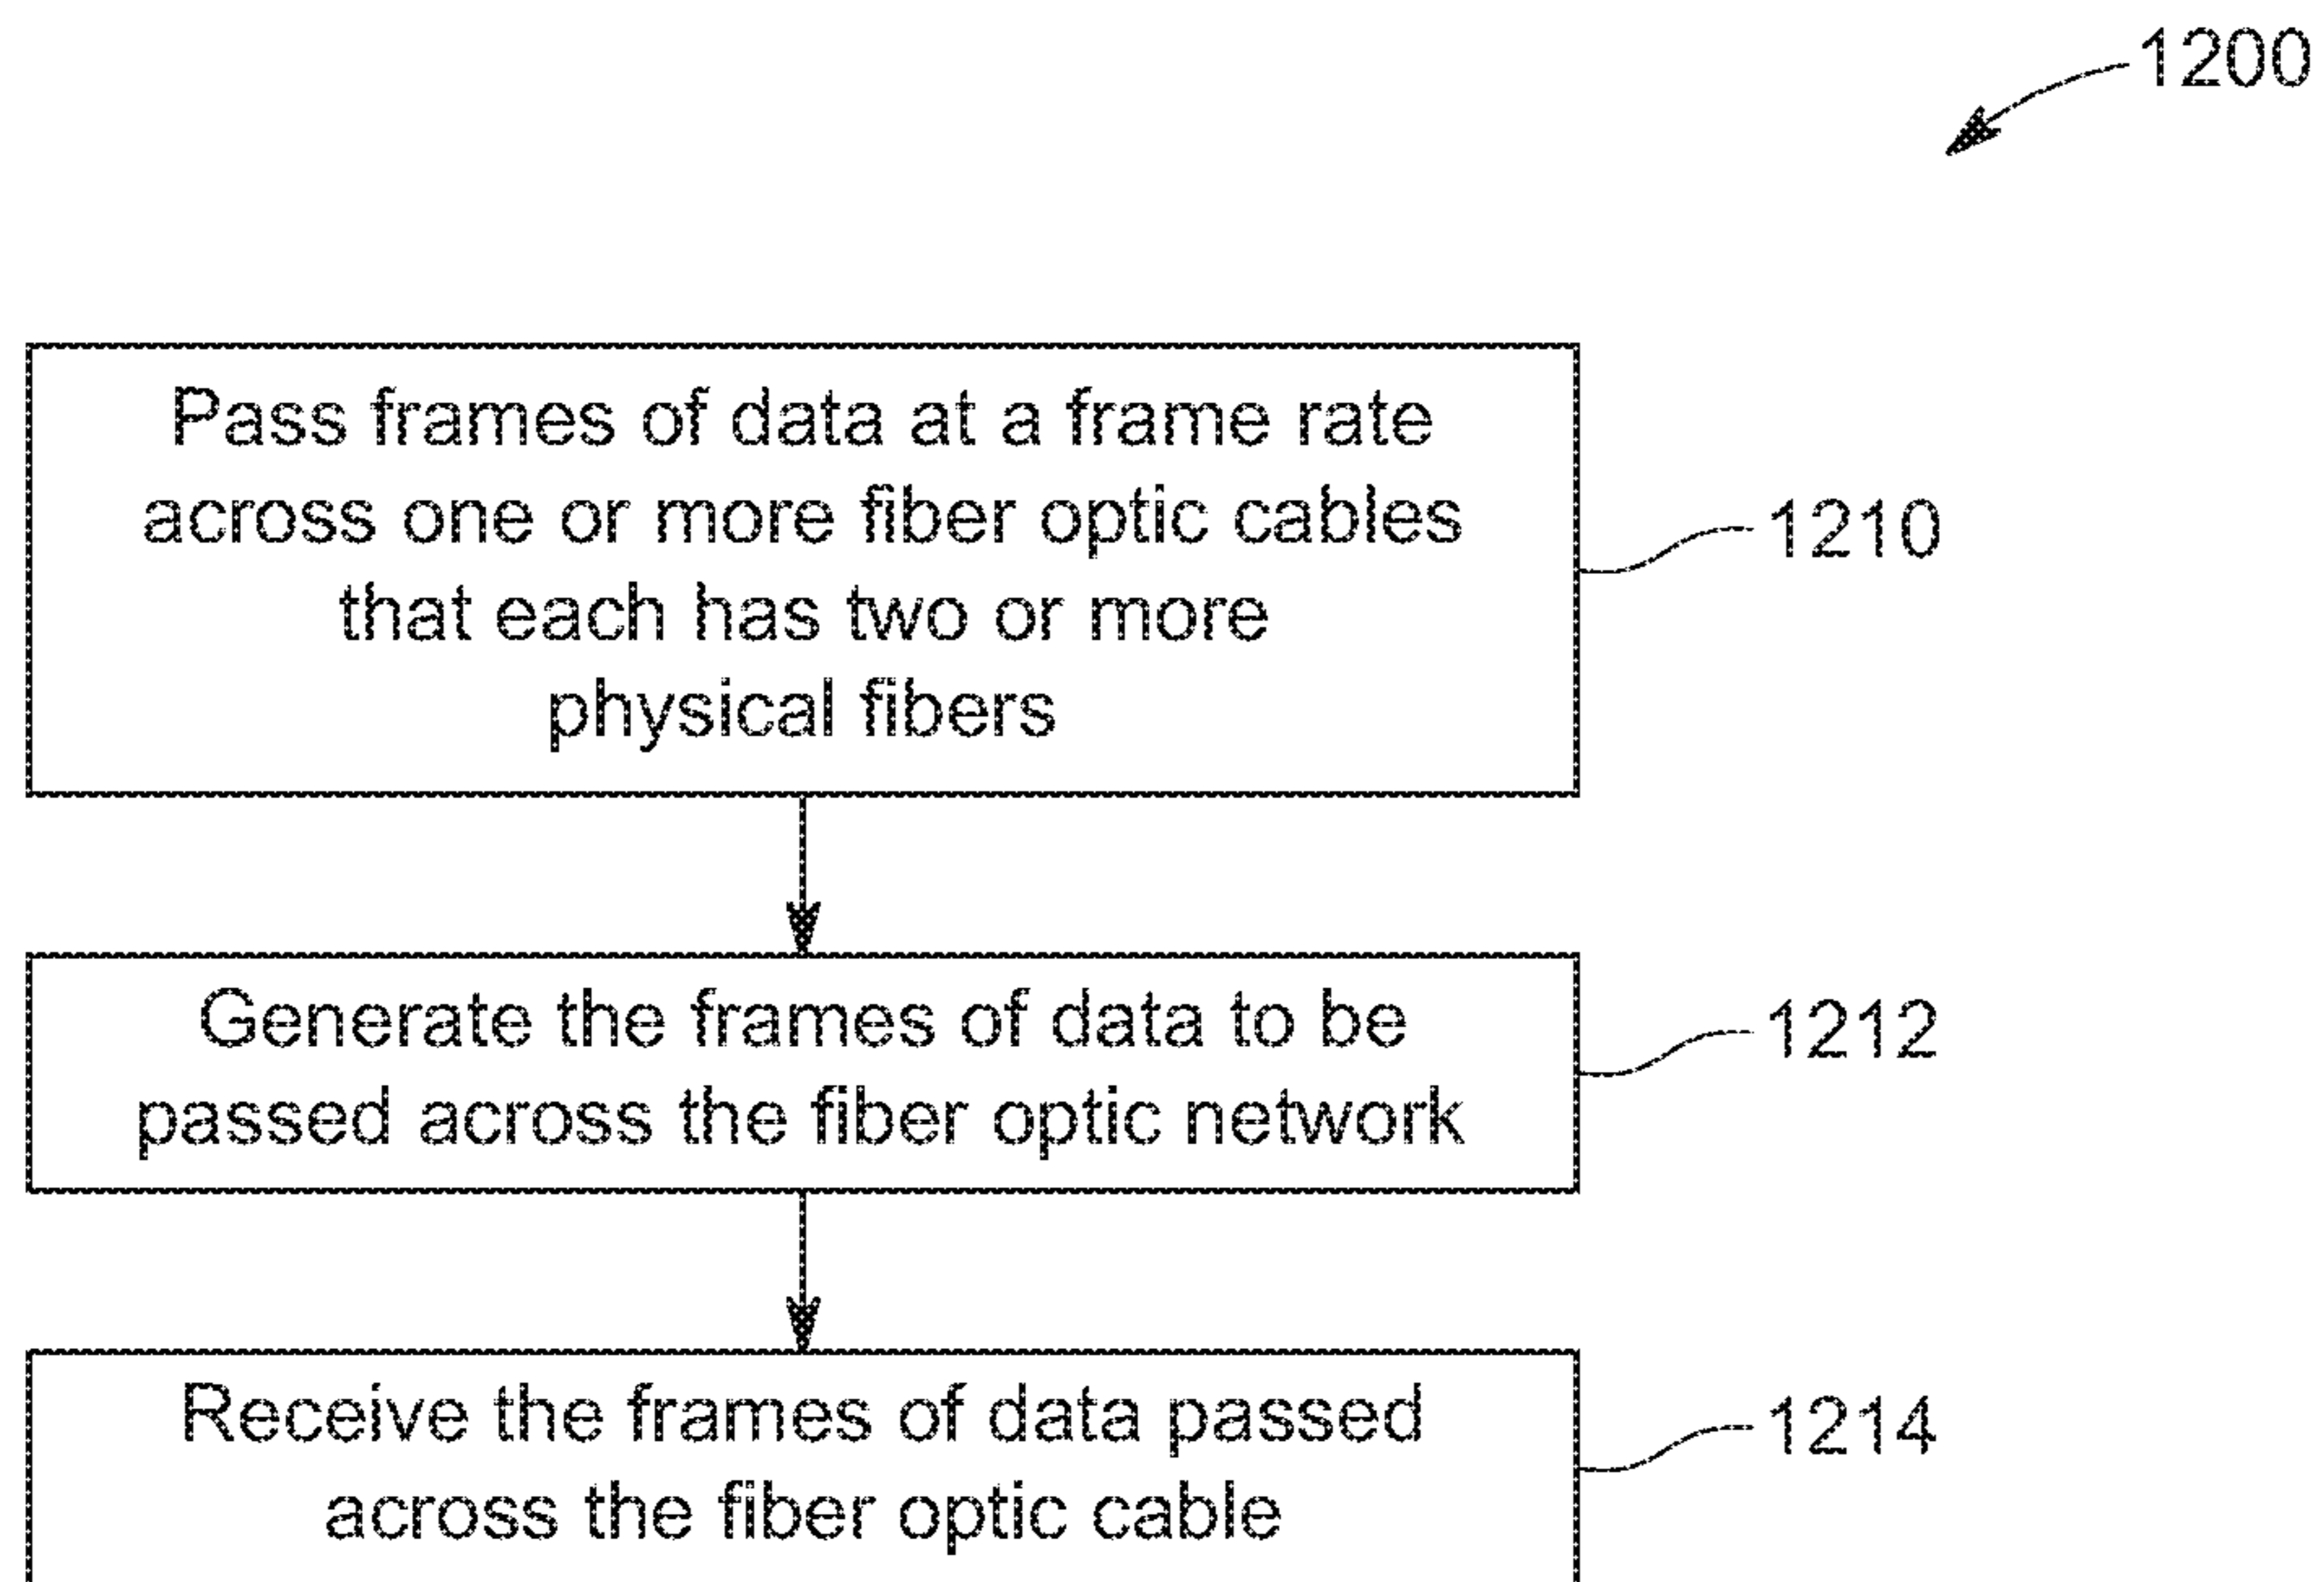 1200
Pass frames of data at a frame rate
across one or more fiber optic cables
that each has two or more
physical fibers
1210
Generate the frames of data to be
passed across the fiber optic network
1212
Receive the frames of data passed
across the fiber optic cable
1214